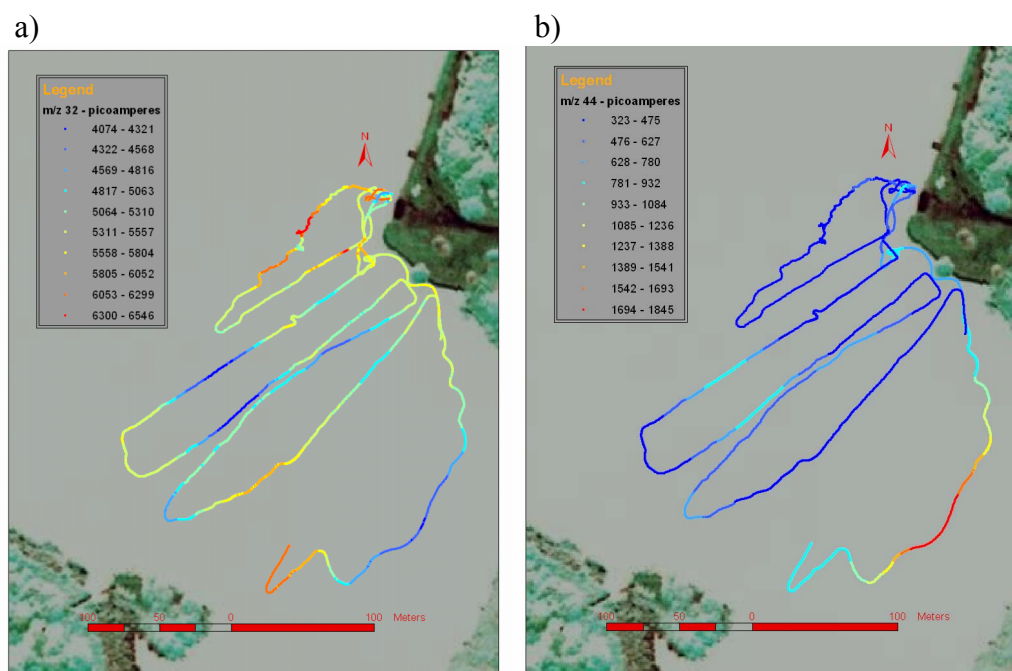 a)
Legend
m/z 32 - picoamperes
4074 - 4321
4322 - 4568
4569 - 4816
4817 - 5063
5064 - 5310
5311 - 5557
5558 - 5804
5805 - 6052
6053 - 6299
6300 - 6546
N
100 50 0 100 Meters
b)
Legend
m/z 44 - picoamperes
323 - 475
476 - 627
628 - 780
781 - 932
933 - 1084
1085 - 1236
1237 - 1388
1389 - 1541
1542 - 1693
1694 - 1845
N
100 50 0 100 Meters